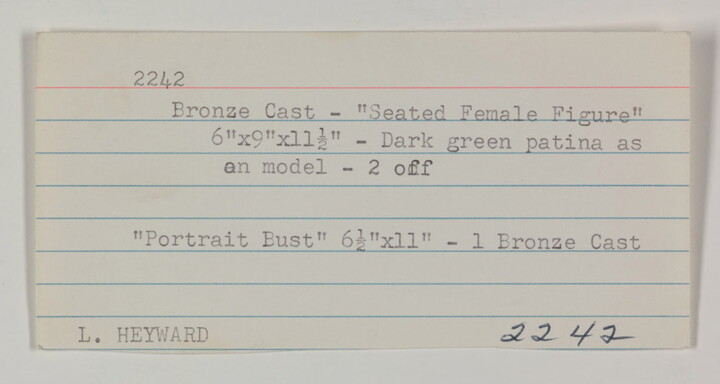 2242
Bronze Cast - "Seated Female Figure"
6"x9"x11½" - Dark green patina as
an model - 2 off
"Portrait Bust" 6½"x11" - 1 Bronze Cast
L. HEYWARD 2242